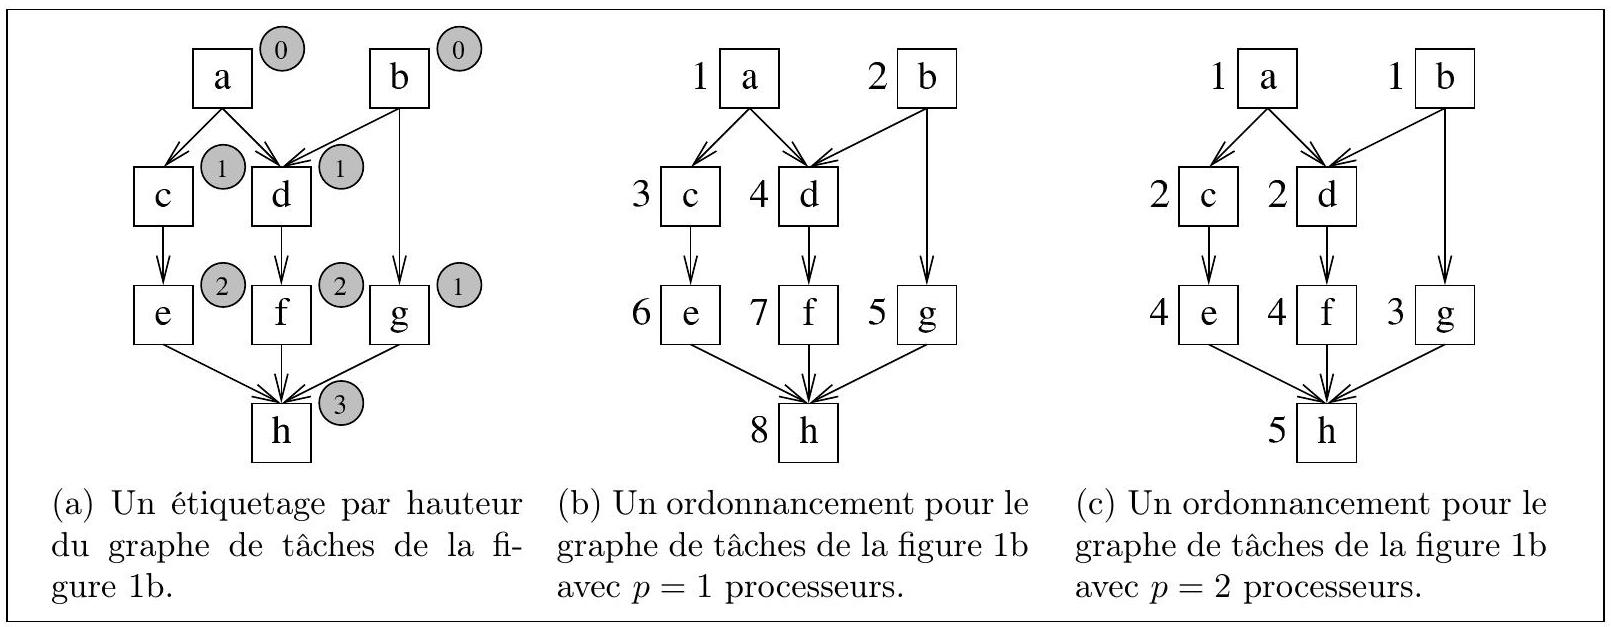 0 0
a b
1 1
c d
2 2 1
e f g
3
h
(a) Un étiquetage par hauteur
du graphe de tâches de la fi-
gure 1b.
1 a 2 b
3 c 4 d
6 e 7 f 5 g
8 h
(b) Un ordonnancement pour le
graphe de tâches de la figure 1b
avec p = 1 processeurs.
1 a 1 b
2 c 2 d
4 e 4 f 3 g
5 h
(c) Un ordonnancement pour le
graphe de tâches de la figure 1b
avec p = 2 processeurs.